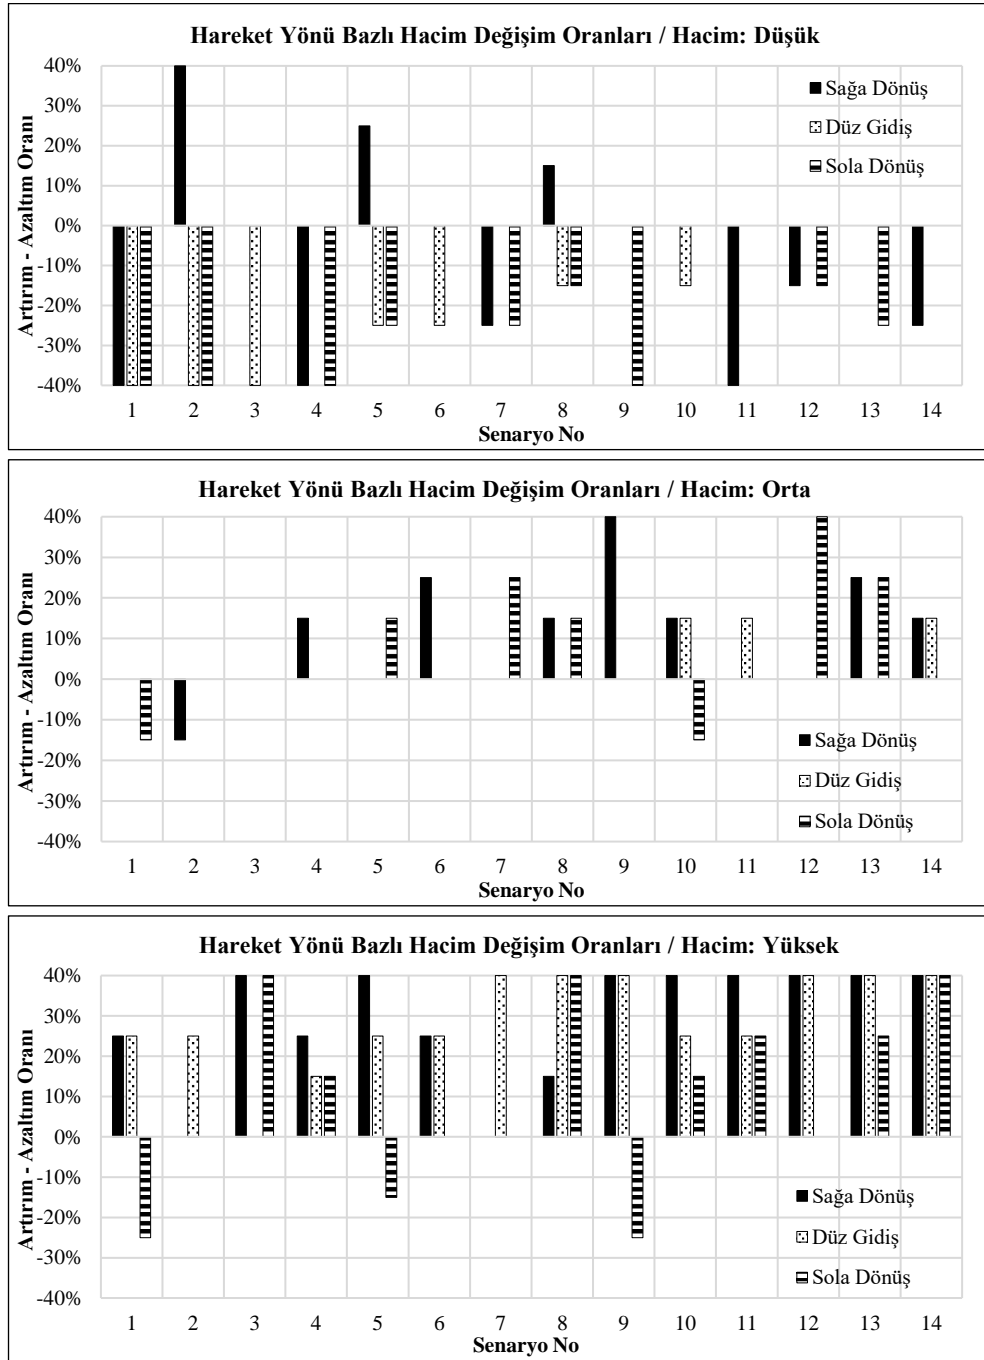 Hareket Yönü Bazlı Hacim Değişim Oranları / Hacim: Düşük
Artırım - Azaltım Oranı
40%
30%
20%
10%
0%
-10%
-20%
-30%
-40%
Sağa Dönüş
Düz Gidiş
Sola Dönüş
1 2 3 4 5 6 7 8 9 10 11 12 13 14
Senaryo No
Hareket Yönü Bazlı Hacim Değişim Oranları / Hacim: Orta
Artırım - Azaltım Oranı
40%
30%
20%
10%
0%
-10%
-20%
-30%
-40%
Sağa Dönüş
Düz Gidiş
Sola Dönüş
1 2 3 4 5 6 7 8 9 10 11 12 13 14
Senaryo No
Hareket Yönü Bazlı Hacim Değişim Oranları / Hacim: Yüksek
Artırım - Azaltım Oranı
40%
30%
20%
10%
0%
-10%
-20%
-30%
-40%
Sağa Dönüş
Düz Gidiş
Sola Dönüş
1 2 3 4 5 6 7 8 9 10 11 12 13 14
Senaryo No